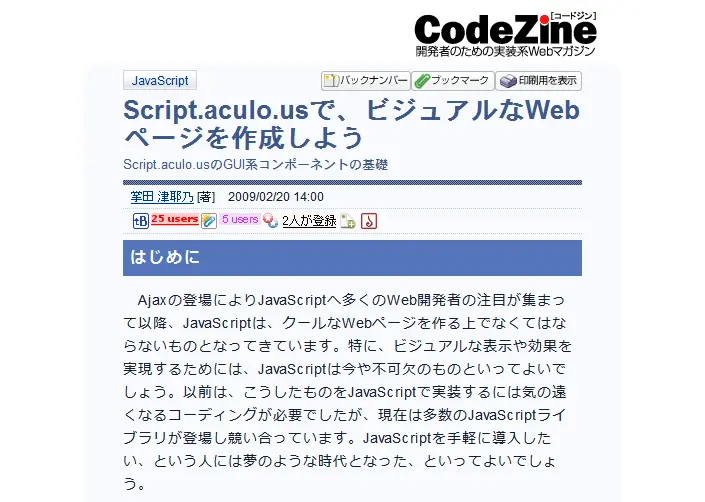 CodeZine
[コードジン]
開発者のための実装系Webマガジン
JavaScript
バックナンバー ブックマーク 印刷用を表示
Script.aculo.usで、ビジュアルなWeb
ページを作成しよう
Script.aculo.usのGUI系コンポーネントの基礎
掌田 津耶乃 [著] 2009/02/20 14:00
tB 25 users 5 users 2人が登録
はじめに
Ajaxの登場によりJavaScriptへ多くのWeb開発者の注目が集まっ
て以降、JavaScriptは、クールなWebページを作る上でなくてはな
らないものとなってきています。特に、ビジュアルな表示や効果を
実現するためには、JavaScriptは今や不可欠のものといってよいで
しょう。以前は、こうしたものをJavaScriptで実装するには気の遠
くなるコーディングが必要でしたが、現在は多数のJavaScriptライ
ブラリが登場し競い合っています。JavaScriptを手軽に導入した
い、という人には夢のような時代となった、といってよいでしょ
う。